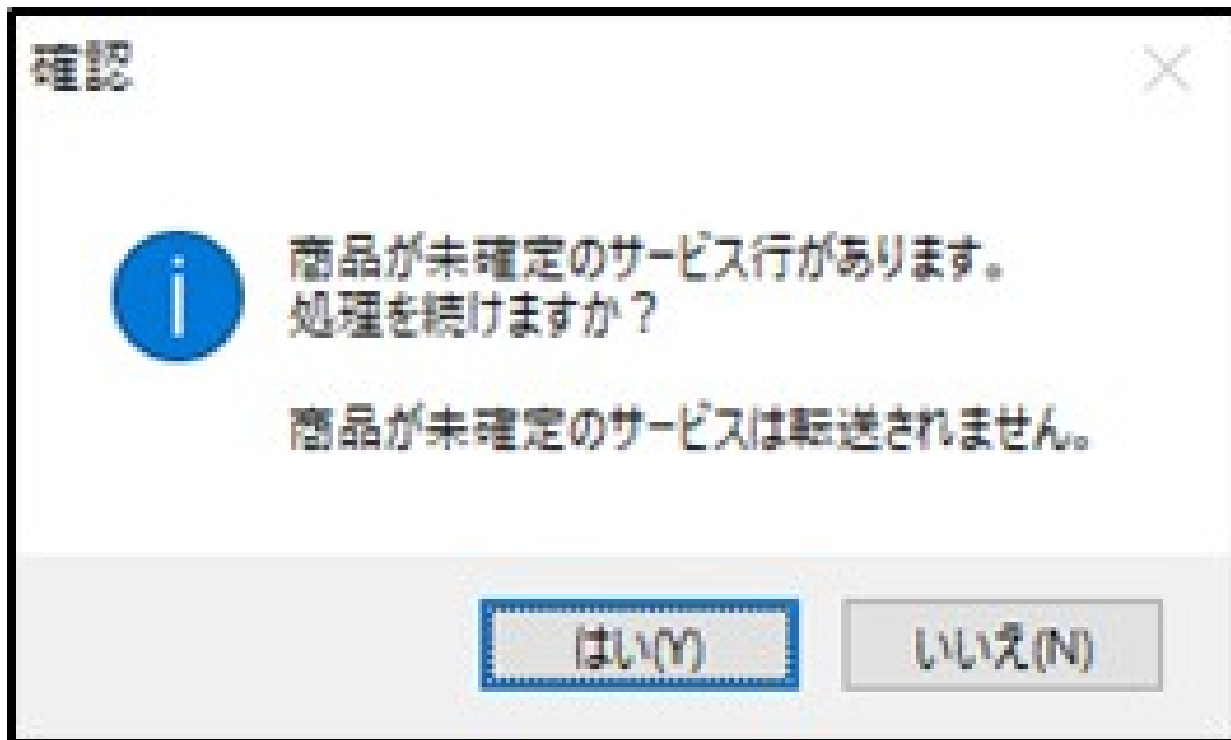 確認
商品が未確定のサービス行があります。
処理を続けますか？
商品が未確定のサービスは転送されません。
はい(Y)
いいえ(N)